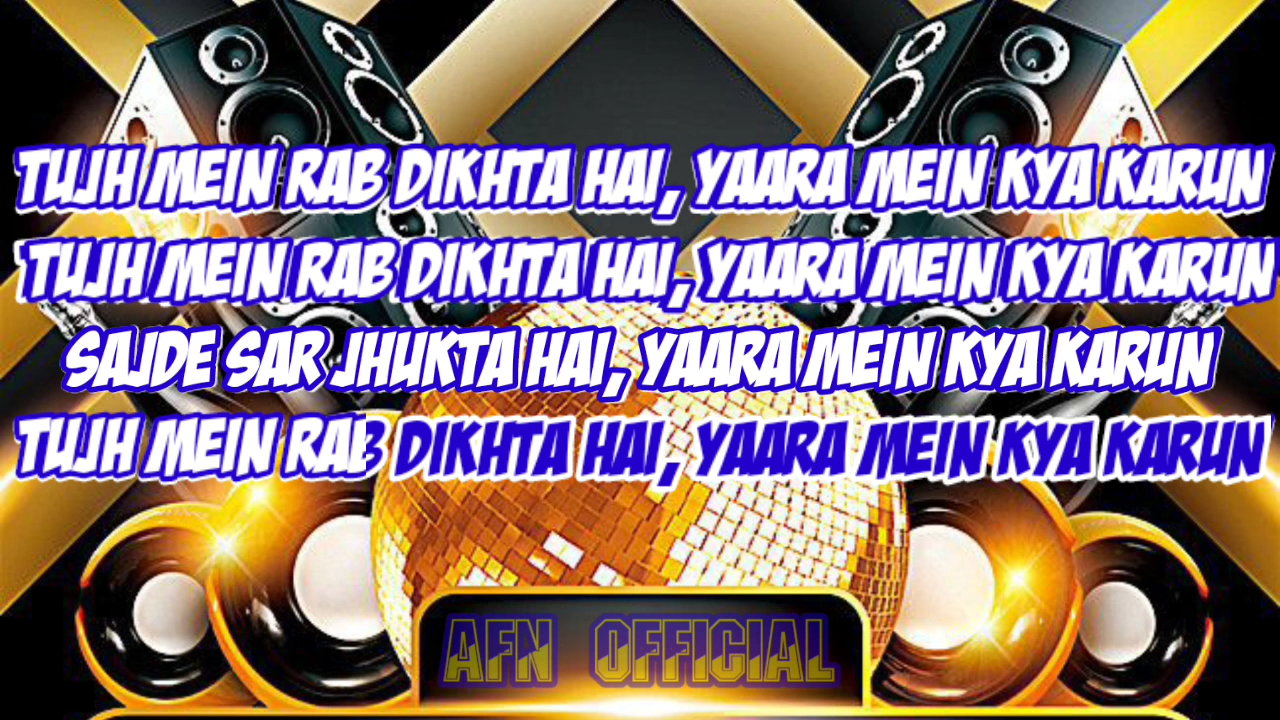 TUJH MEIN RAB DIKHTA HAI, YAARA MEIN KYA KARUN
TUJH MEIN RAB DIKHTA HAI, YAARA MEIN KYA KARUN
SAJDE SAR JHUKTA HAI, YAARA MEIN KYA KARUN
TUJH MEIN RAB DIKHTA HAI, YAARA MEIN KYA KARUN
AFN OFFICIAL